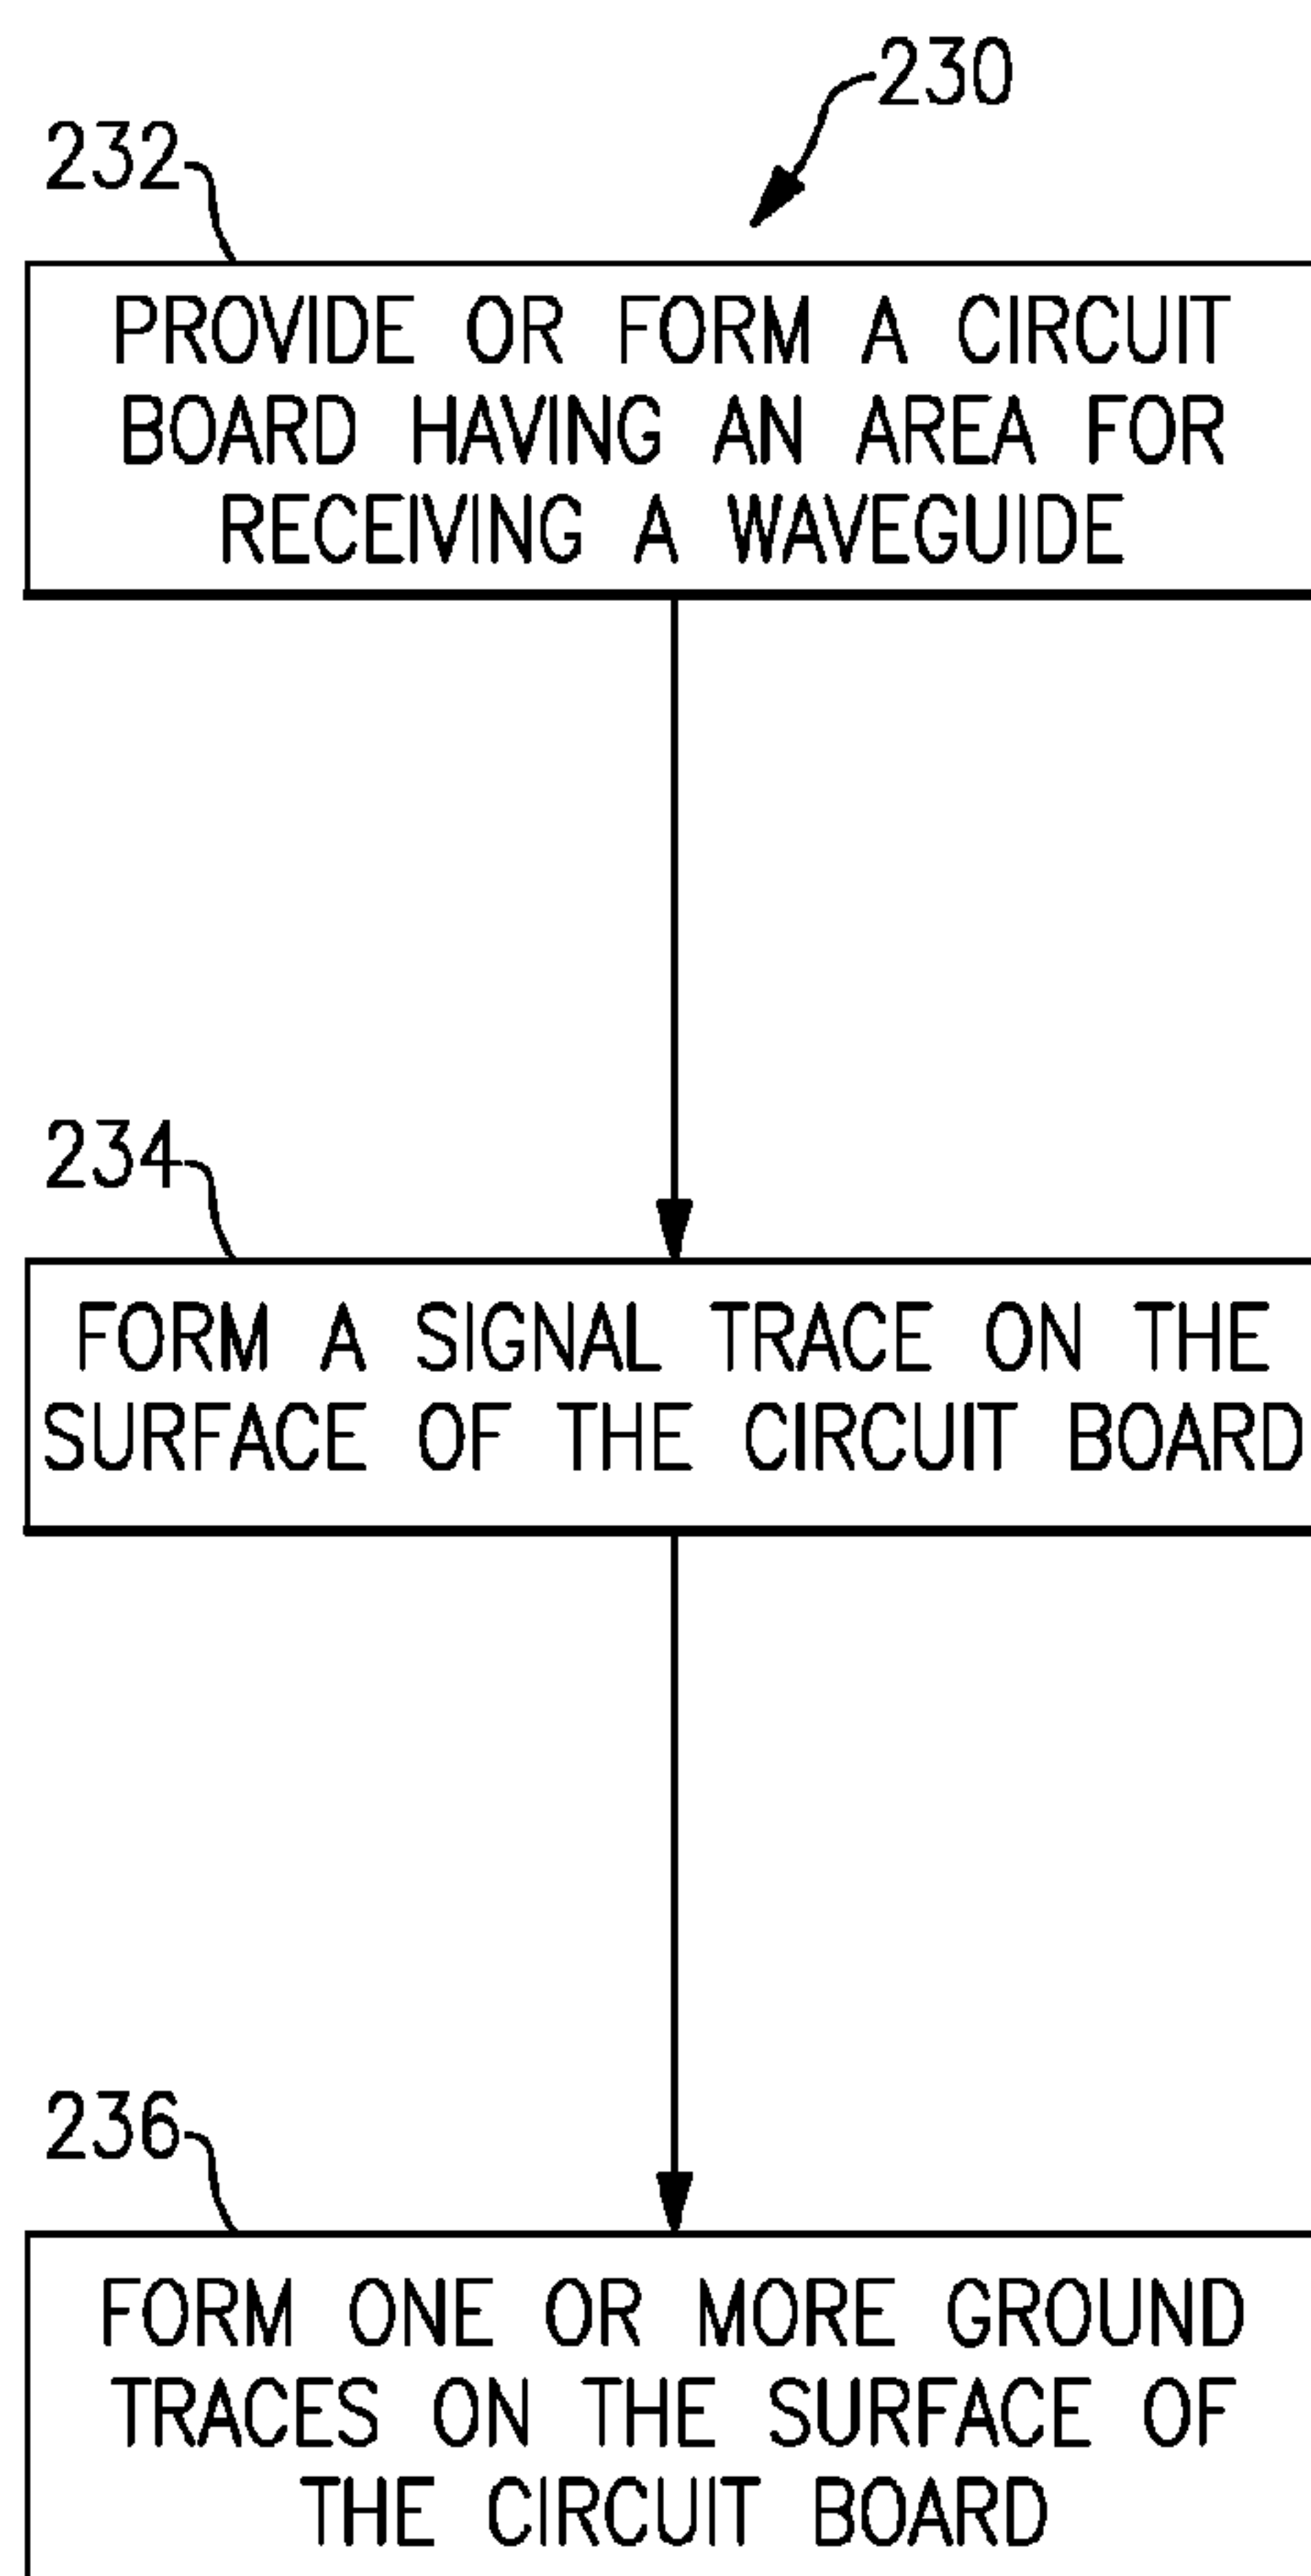 230
232
PROVIDE OR FORM A CIRCUIT
BOARD HAVING AN AREA FOR
RECEIVING A WAVEGUIDE
234
FORM A SIGNAL TRACE ON THE
SURFACE OF THE CIRCUIT BOARD
236
FORM ONE OR MORE GROUND
TRACES ON THE SURFACE OF
THE CIRCUIT BOARD